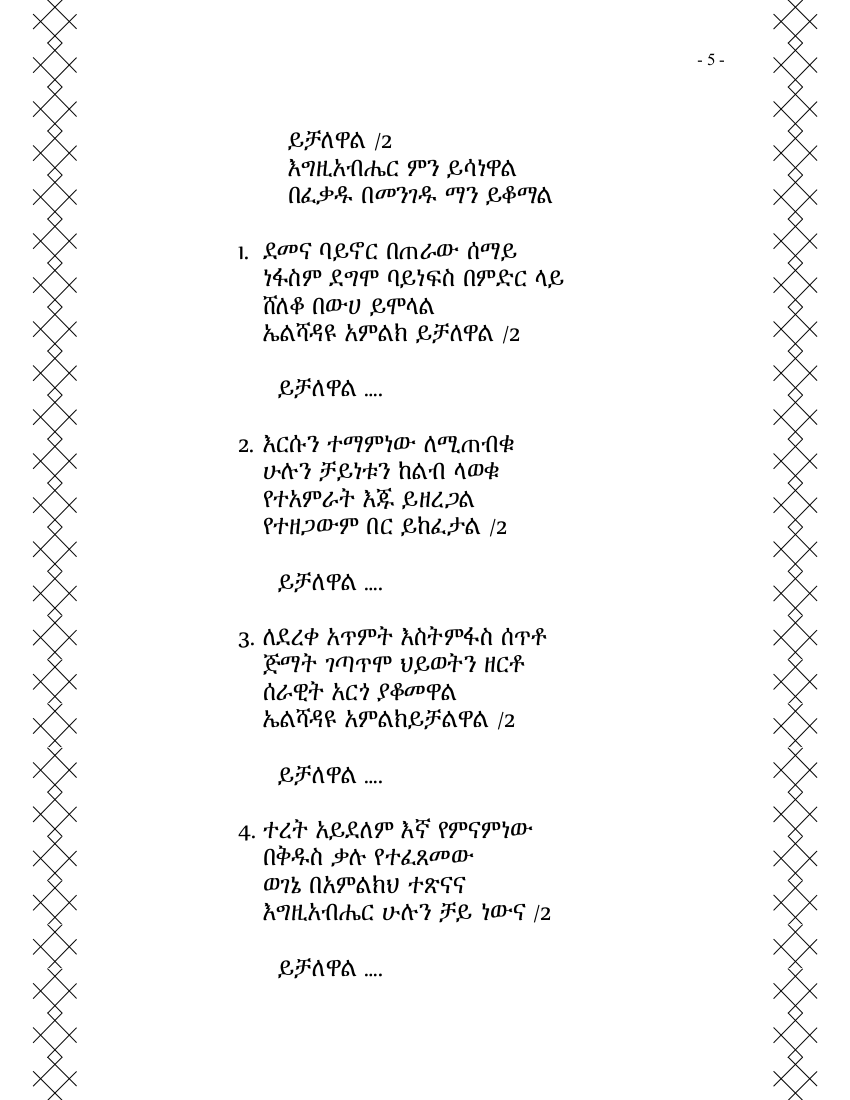 - 5 -
ይቻለዋል /2
እግዚአብሔር ምን ይሳነዋል
በፈቃዱ በመንገዱ ማን ይቆማል
1. ደመና ባይኖር በጠራው ሰማይ
ነፋስም ደግሞ ባይነፍስ በምድር ላይ
ሸለቆ በውሀ ይሞላል
ኤልሻዳዩ አምልክ ይቻለዋል /2
ይቻለዋል ....
2. እርሱን ተማምነው ለሚጠብቁ
ሁሉን ቻይነቱን ከልብ ላወቁ
የተአምራት እጁ ይዘረጋል
የተዘጋውም በር ይከፈታል /2
ይቻለዋል ....
3. ለደረቀ አጥምት እስትምፋስ ሰጥቶ
ጅማት ገጣጥሞ ህይወትን ዘርቶ
ሰራዊት አርጎ ያቆመዋል
ኤልሻዳዩ አምልክይቻልዋል /2
ይቻለዋል ....
4. ተረት አይደለም እኛ የምናምነው
በቅዱስ ቃሉ የተፈጸመው
ወገኔ በአምልክህ ተጽናና
እግዚአብሔር ሁሉን ቻይ ነውና /2
ይቻለዋል ....